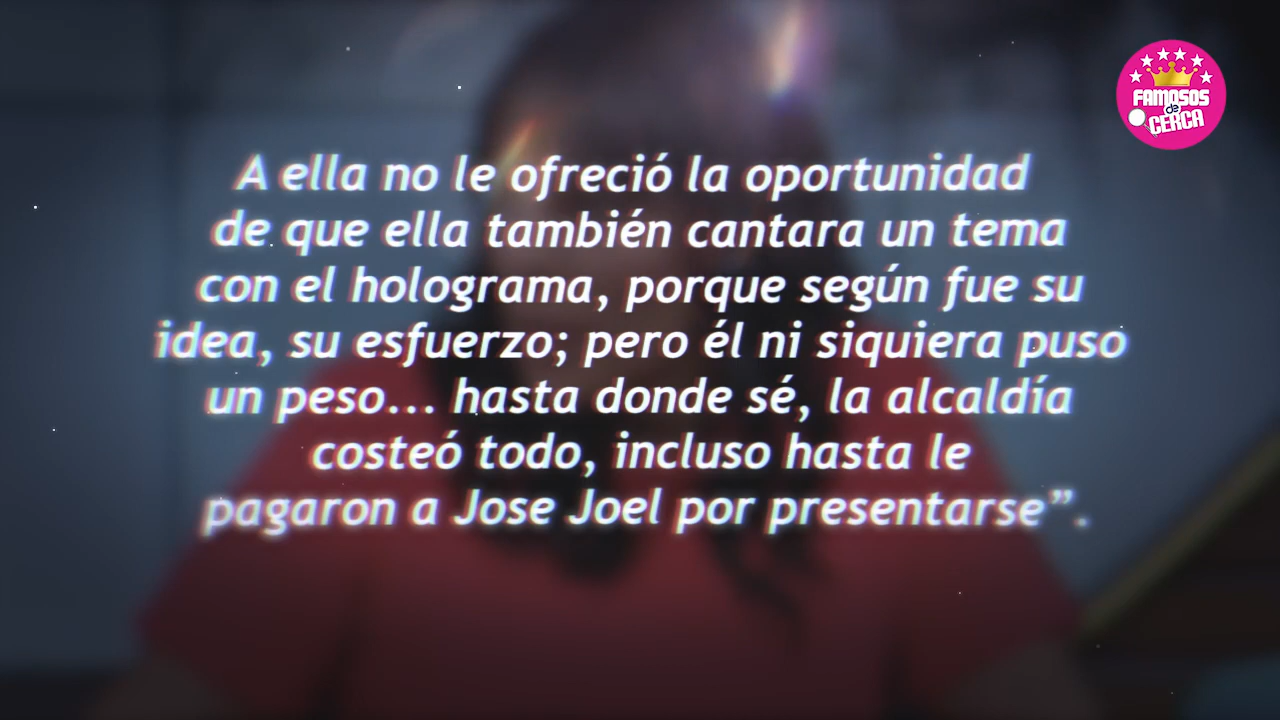 FAMOSOS
de
CERCA
A ella no le ofreció la oportunidad
de que ella también cantara un tema
con el holograma, porque según fue su
idea, su esfuerzo; pero él ni siquiera puso
un peso... hasta donde sé, la alcaldía
costeó todo, incluso hasta le
pagaron a Jose Joel por presentarse”.